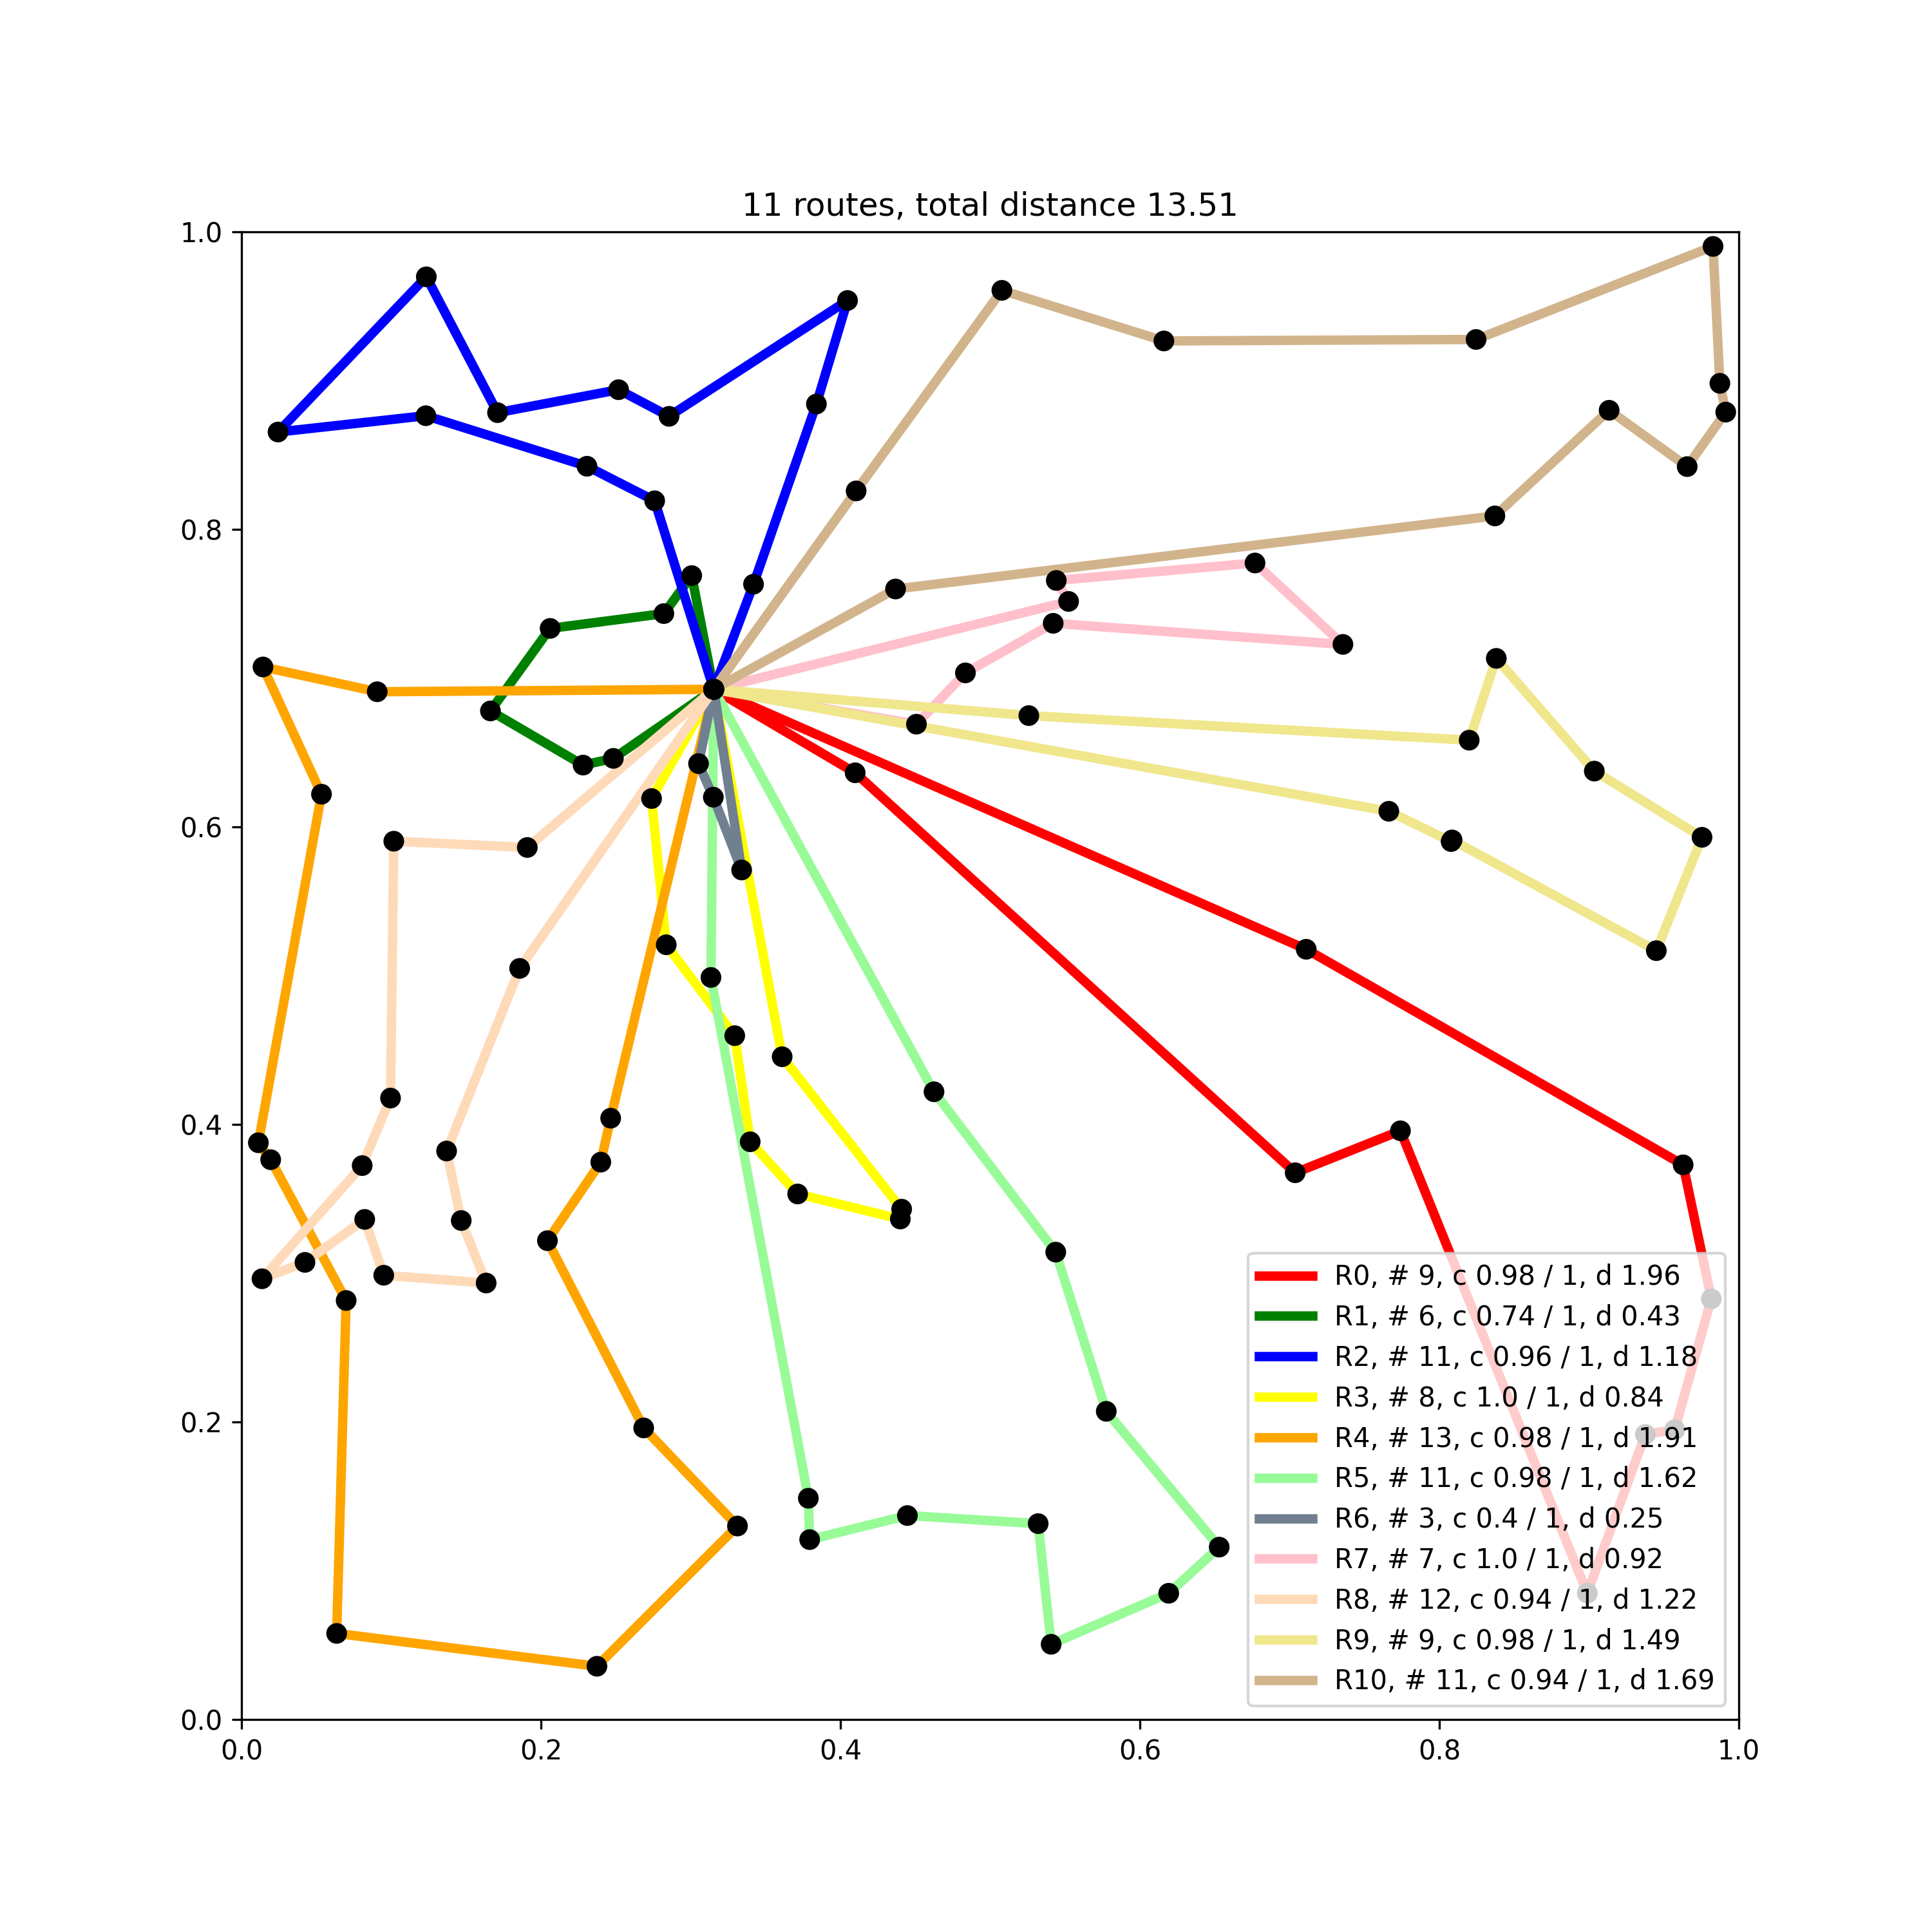 11 routes, total distance 13.51
1.0
0.8
0.6
0.4
0.2
0.0
0.0 0.2 0.4 0.6 0.8 1.0
R0, # 9, c 0.98 / 1, d 1.96
R1, # 6, c 0.74 / 1, d 0.43
R2, # 11, c 0.96 / 1, d 1.18
R3, # 8, c 1.0 / 1, d 0.84
R4, # 13, c 0.98 / 1, d 1.91
R5, # 11, c 0.98 / 1, d 1.62
R6, # 3, c 0.4 / 1, d 0.25
R7, # 7, c 1.0 / 1, d 0.92
R8, # 12, c 0.94 / 1, d 1.22
R9, # 9, c 0.98 / 1, d 1.49
R10, # 11, c 0.94 / 1, d 1.69